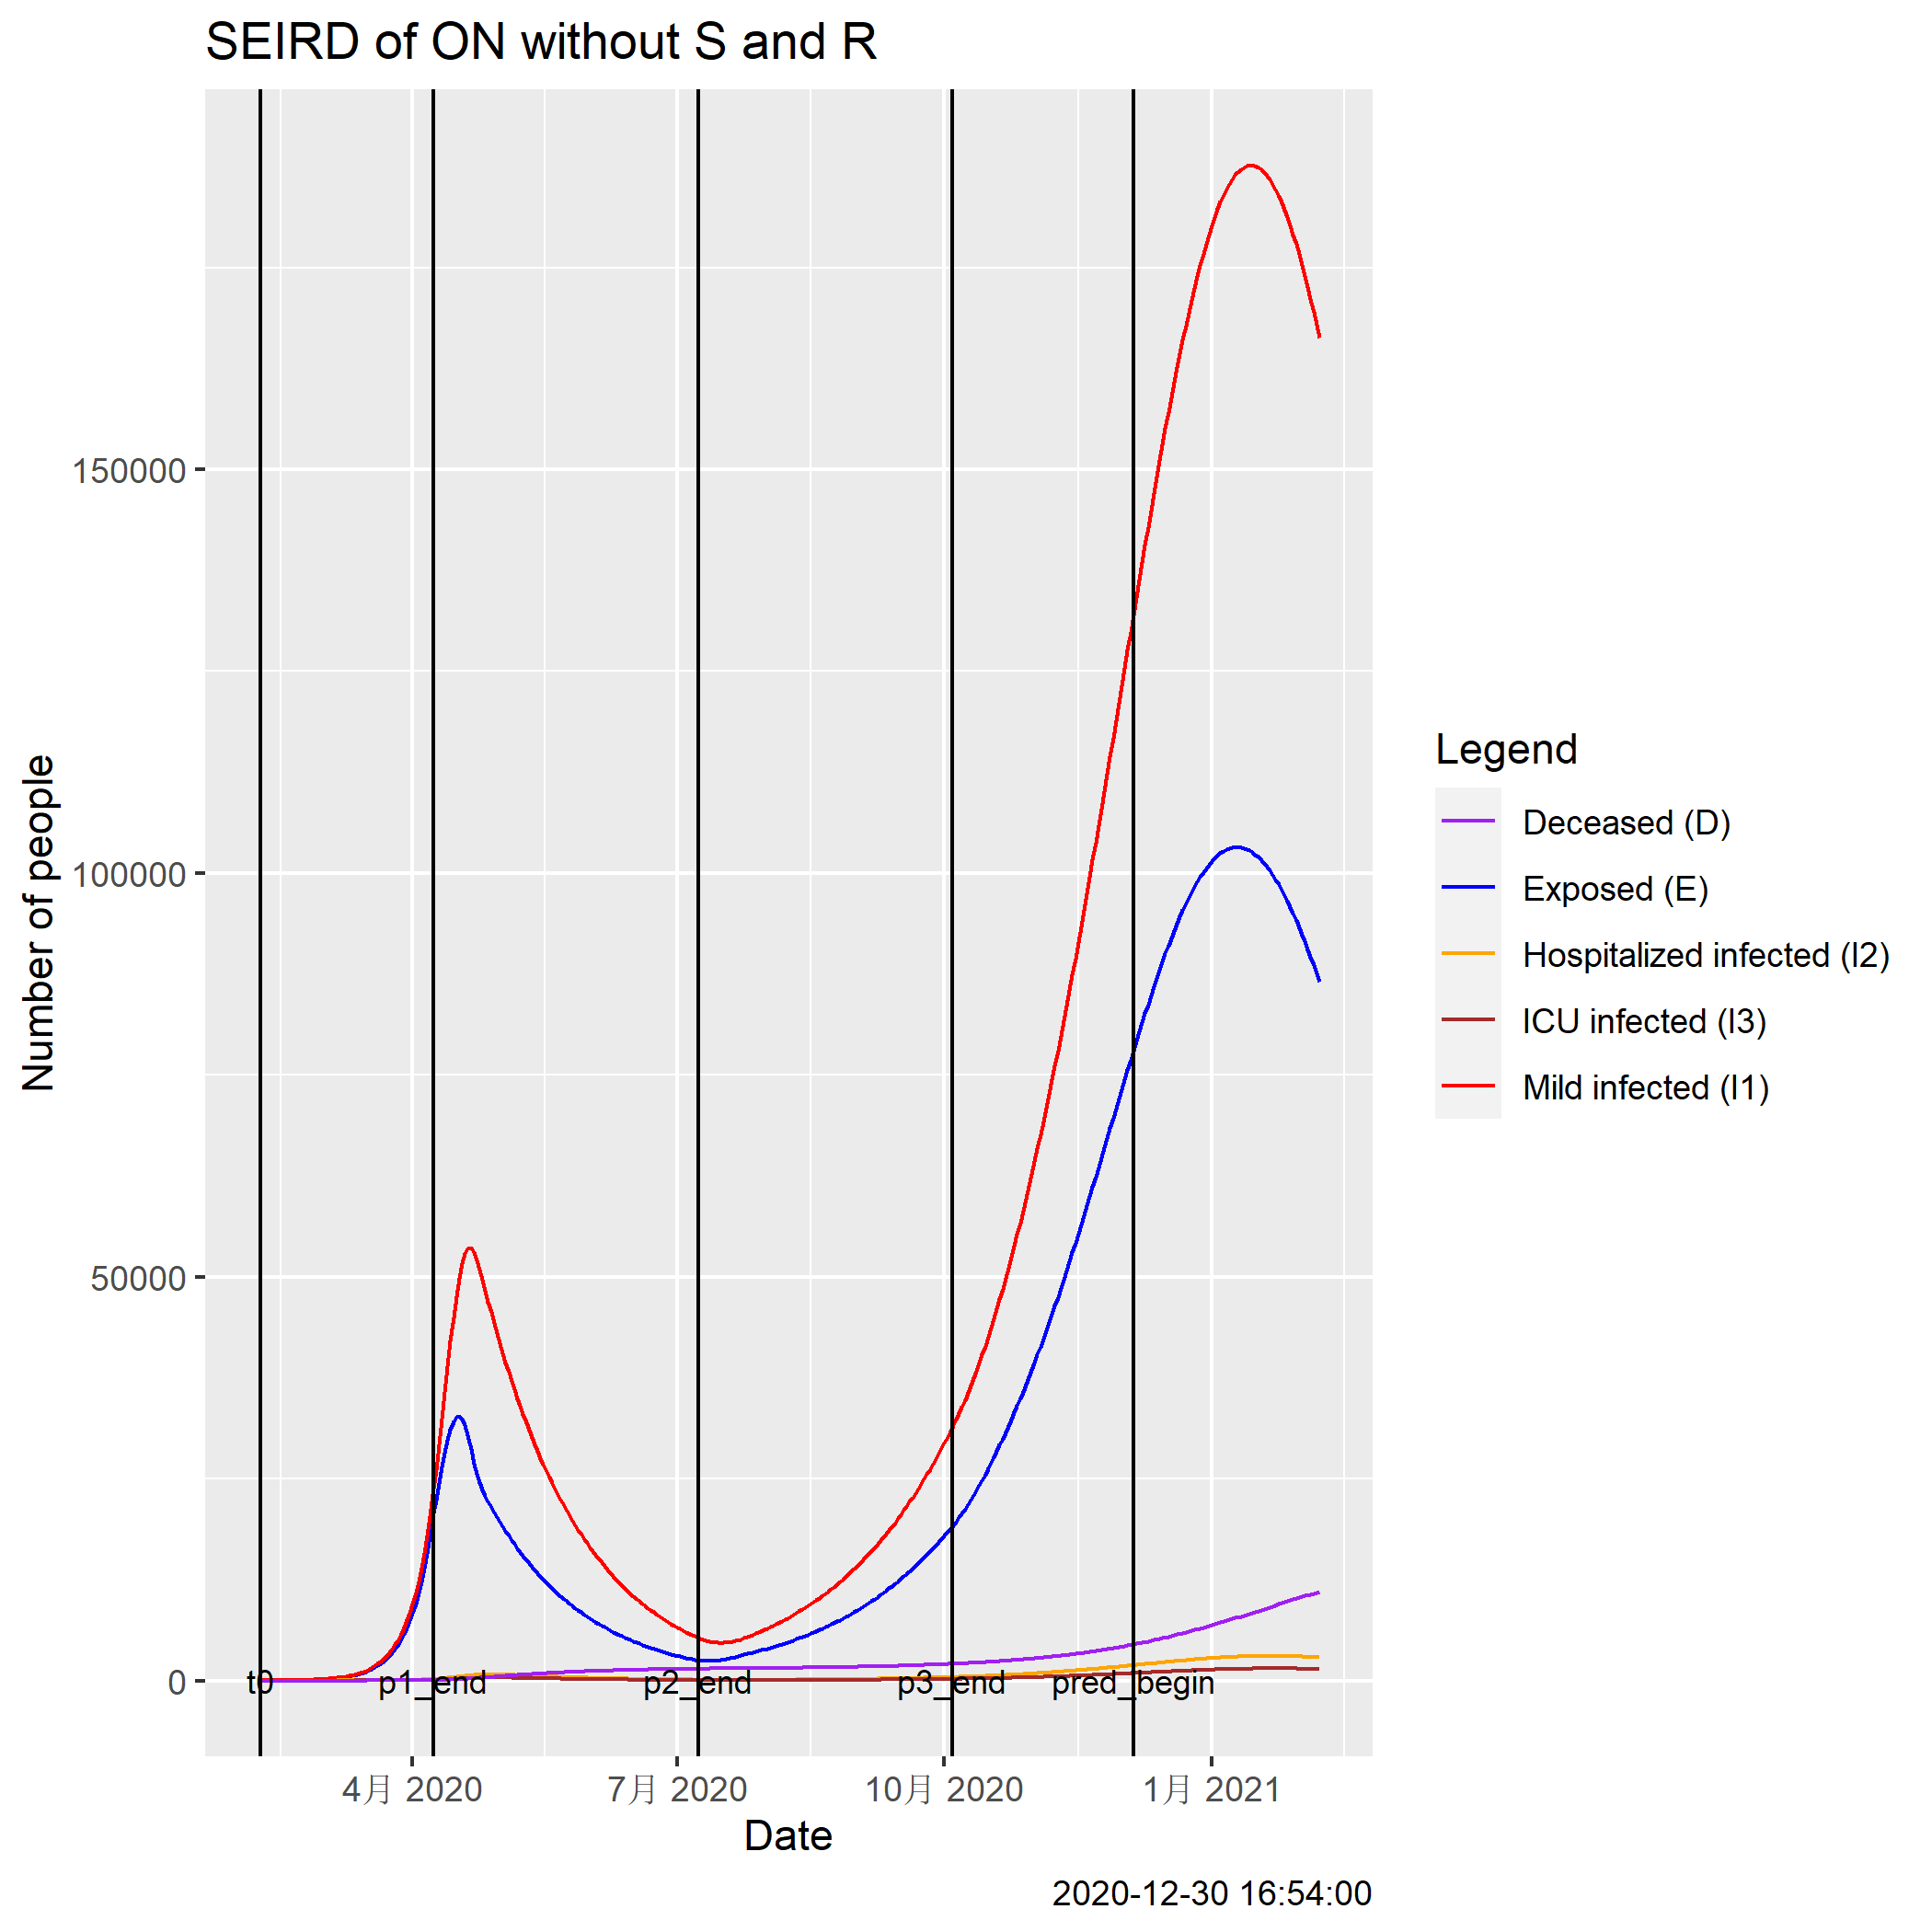 SEIRD of ON without S and R
Number of people
150000
100000
50000
0
t0
p1_end
p2_end
p3_end
pred_begin
4月 2020
7月 2020
10月 2020
1月 2021
Date
Legend
Deceased (D)
Exposed (E)
Hospitalized infected (I2)
ICU infected (I3)
Mild infected (I1)
2020-12-30 16:54:00